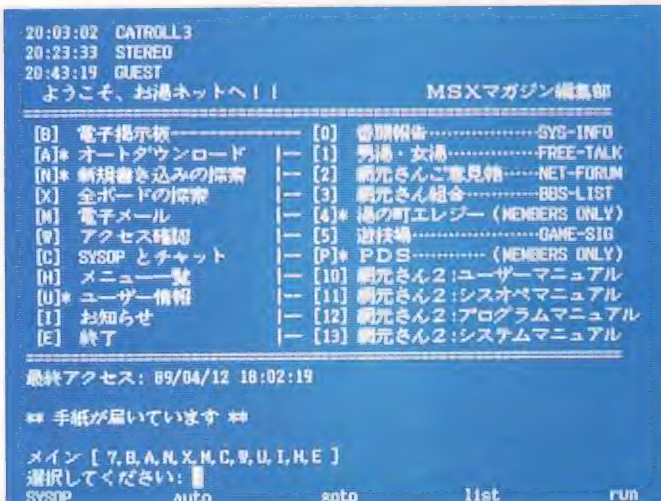 20:03:02 CATROLL3
20:23:33 STEREO
20:43:19 GUEST
ようこそ、お湯ネットへ！！ MSXマガジン編集部
[B] 電子掲示板 [0] 番頭報告 SYS-INFO
[A]* オートダウンロード [1] 男湯・女湯 FREE-TALK
[N]* 新規書き込みの探索 [2] 網元さんご意見箱 NET-FORUM
[X] 全ボードの探索 [3] 網元さん組合 BBS-LIST
[M] 電子メール [4]* 湯の町エレジー (MEMBERS ONLY)
[W] アクセス確認 [5] 遊技場 GAME-SIG
[C] SYSOP とチャット [P]* PDS (MEMBERS ONLY)
[H] メニュー一覧 [10] 網元さん2:ユーザーマニュアル
[U]* ユーザー情報 [11] 網元さん2:シスオペマニュアル
[I] お知らせ [12] 網元さん2:プログラムマニュアル
[E] 終了 [13] 網元さん2:システムマニュアル
最終アクセス: 89/04/12 18:02:19
** 手紙が届いています **
メイン [ 7,B,A,N,X,M,C,W,U,I,H,E ]
選択してください:
SYSOP auto goto list run